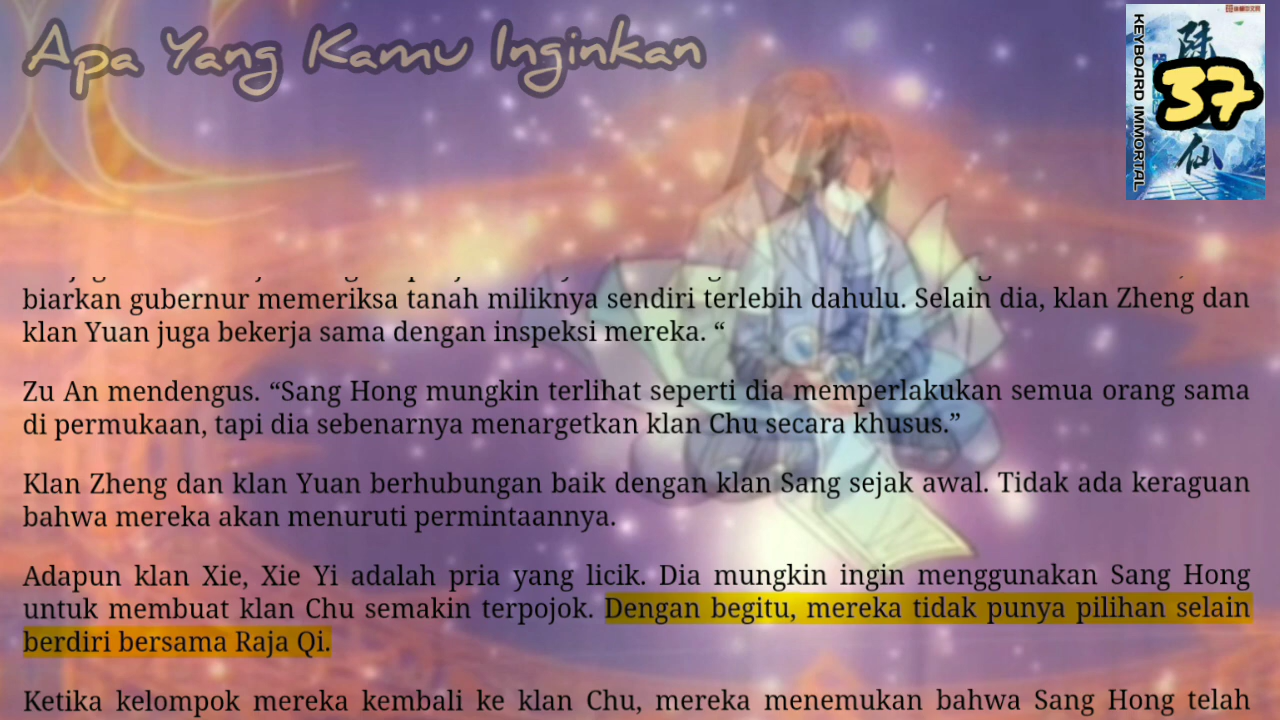 Apa Yang Kamu Inginkan
KEYBOARD IMMORTAL
37
biarkan gubernur memeriksa tanah miliknya sendiri terlebih dahulu. Selain dia, klan Zheng dan
klan Yuan juga bekerja sama dengan inspeksi mereka. “
Zu An mendengus. “Sang Hong mungkin terlihat seperti dia memperlakukan semua orang sama
di permukaan, tapi dia sebenarnya menargetkan klan Chu secara khusus.”
Klan Zheng dan klan Yuan berhubungan baik dengan klan Sang sejak awal. Tidak ada keraguan
bahwa mereka akan menuruti permintaannya.
Adapun klan Xie, Xie Yi adalah pria yang licik. Dia mungkin ingin menggunakan Sang Hong
untuk membuat klan Chu semakin terpojok. Dengan begitu, mereka tidak punya pilihan selain
berdiri bersama Raja Qi.
Ketika kelompok mereka kembali ke klan Chu, mereka menemukan bahwa Sang Hong telah